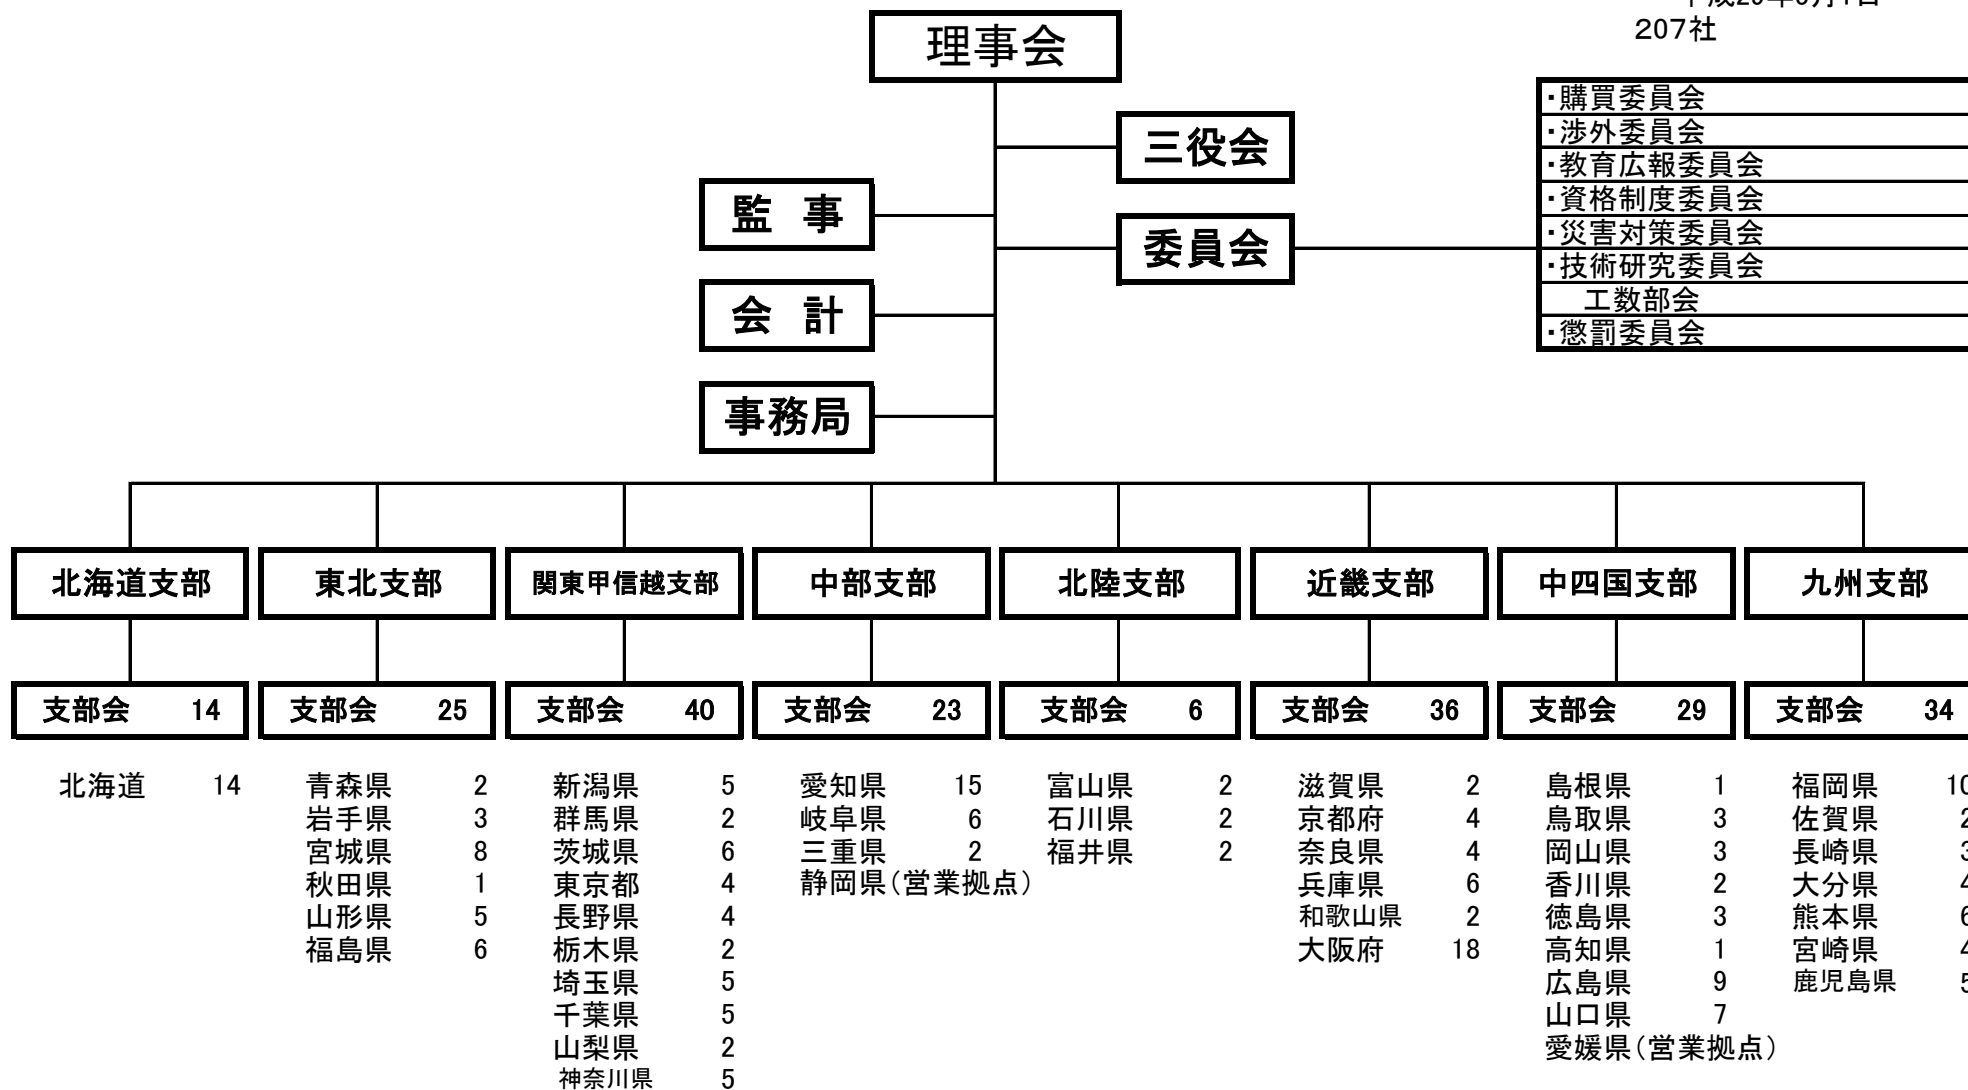 207社
理事会
・購買委員会
・渉外委員会
・教育広報委員会
・資格制度委員会
・災害対策委員会
・技術研究委員会
工数部会
・懲罰委員会
三役会
監 事
委員会
会 計
事務局
北海道支部 東北支部 関東甲信越支部 中部支部 北陸支部 近畿支部 中四国支部 九州支部
支部会 14 支部会 25 支部会 40 支部会 23 支部会 6 支部会 36 支部会 29 支部会 34
北海道 14 青森県 2 新潟県 5 愛知県 15 富山県 2 滋賀県 2 島根県 1 福岡県 10
岩手県 3 群馬県 2 岐阜県 6 石川県 2 京都府 4 鳥取県 3 佐賀県 2
宮城県 8 茨城県 6 三重県 2 福井県 2 奈良県 4 岡山県 3 長崎県 3
秋田県 1 東京都 4 静岡県(営業拠点) 兵庫県 6 香川県 2 大分県 4
山形県 5 長野県 4 和歌山県 2 徳島県 3 熊本県 6
福島県 6 栃木県 2 大阪府 18 高知県 1 宮崎県 4
埼玉県 5 広島県 9 鹿児島県 5
千葉県 5 山口県 7
山梨県 2 愛媛県(営業拠点)
神奈川県 5